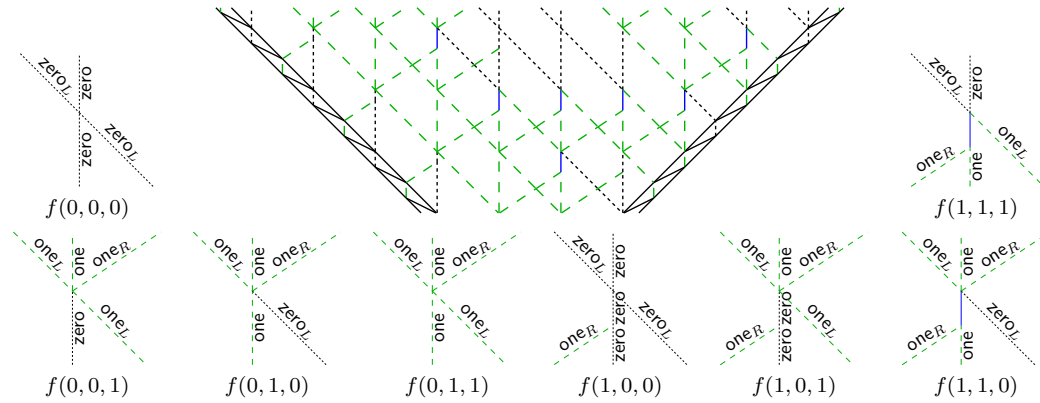 zero_L zero
zero zero_L
f(0,0,0)
zero_L zero
one_R one one_L
f(1,1,1)
one_L one one_R
zero one_L
f(0,0,1)
one_L one one_R
one zero_L
f(0,1,0)
one_L one one_R
one one_L
f(0,1,1)
zero_L zero
zero zero_L
one_R zero
f(1,0,0)
one one_R
zero one_L
one_R zero
f(1,0,1)
one_L one one_R
one_R one zero_L
f(1,1,0)